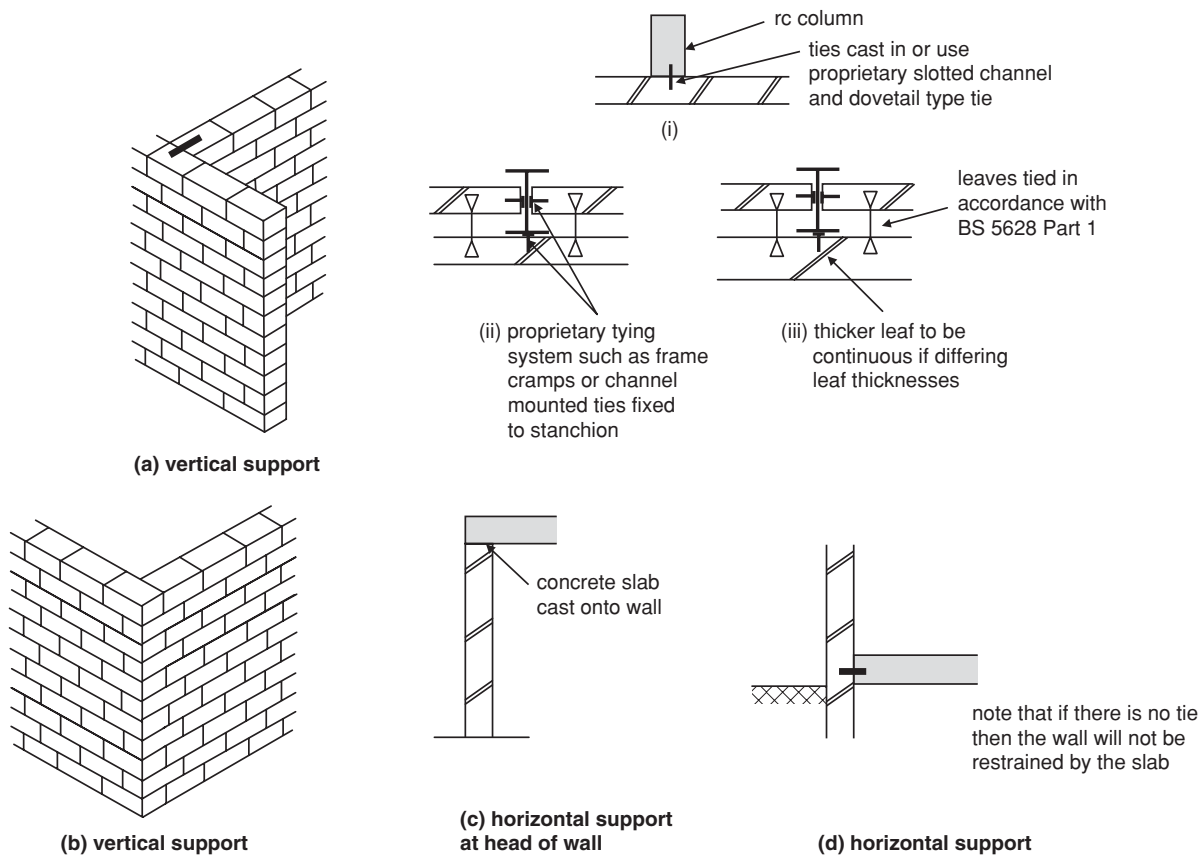 rc column
ties cast in or use
proprietary slotted channel
and dovetail type tie
(i)
leaves tied in
accordance with
BS 5628 Part 1
(ii) proprietary tying
system such as frame
cramps or channel
mounted ties fixed
to stanchion
(iii) thicker leaf to be
continuous if differing
leaf thicknesses
(a) vertical support
concrete slab
cast onto wall
note that if there is no tie
then the wall will not be
restrained by the slab
(b) vertical support
(c) horizontal support
at head of wall
(d) horizontal support